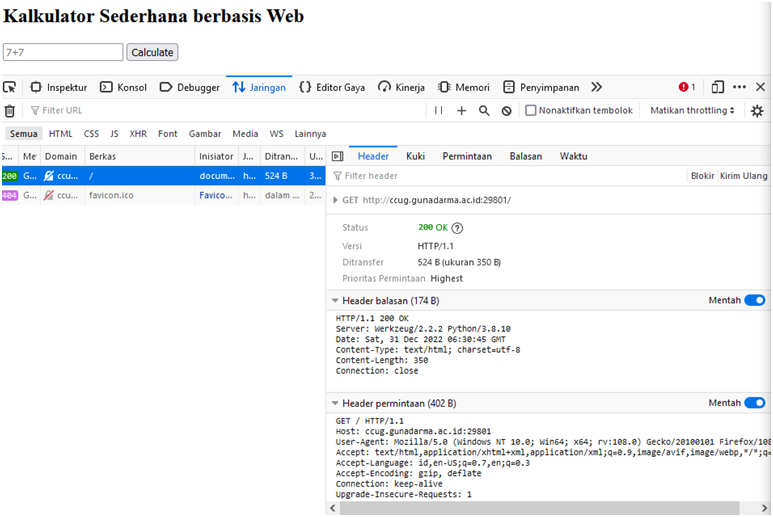 Kalkulator Sederhana berbasis Web
7+7 Calculate
Inspektur Konsol Debugger Jaringan Editor Gaya Kinerja Memori Penyimpanan 1
Filter URL Nonaktifkan tembolok Matikan throttling
Semua HTML CSS JS XHR Font Gambar Media WS Lainnya
S... Me Domain Berkas Inisiator J... Ditran... U...
200 G... ccu... / docum... h... 524 B 3...
404 G... ccu... favicon.ico Favico... h... dalam ... 2...
Header Kuki Permintaan Balasan Waktu
Filter header Blokir Kirim Ulang
GET http://ccug.gunadarma.ac.id:29801/
Status 200 OK ?
Versi HTTP/1.1
Ditransfer 524 B (ukuran 350 B)
Prioritas Permintaan Highest
Header balasan (174 B) Mentah
HTTP/1.1 200 OK
Server: Werkzeug/2.2.2 Python/3.8.10
Date: Sat, 31 Dec 2022 06:30:45 GMT
Content-Type: text/html; charset=utf-8
Content-Length: 350
Connection: close
Header permintaan (402 B) Mentah
GET / HTTP/1.1
Host: ccug.gunadarma.ac.id:29801
User-Agent: Mozilla/5.0 (Windows NT 10.0; Win64; x64; rv:108.0) Gecko/20100101 Firefox/108
Accept: text/html,application/xhtml+xml,application/xml;q=0.9,image/avif,image/webp,*/*;q=
Accept-Language: id,en-US;q=0.7,en;q=0.3
Accept-Encoding: gzip, deflate
Connection: keep-alive
Upgrade-Insecure-Requests: 1